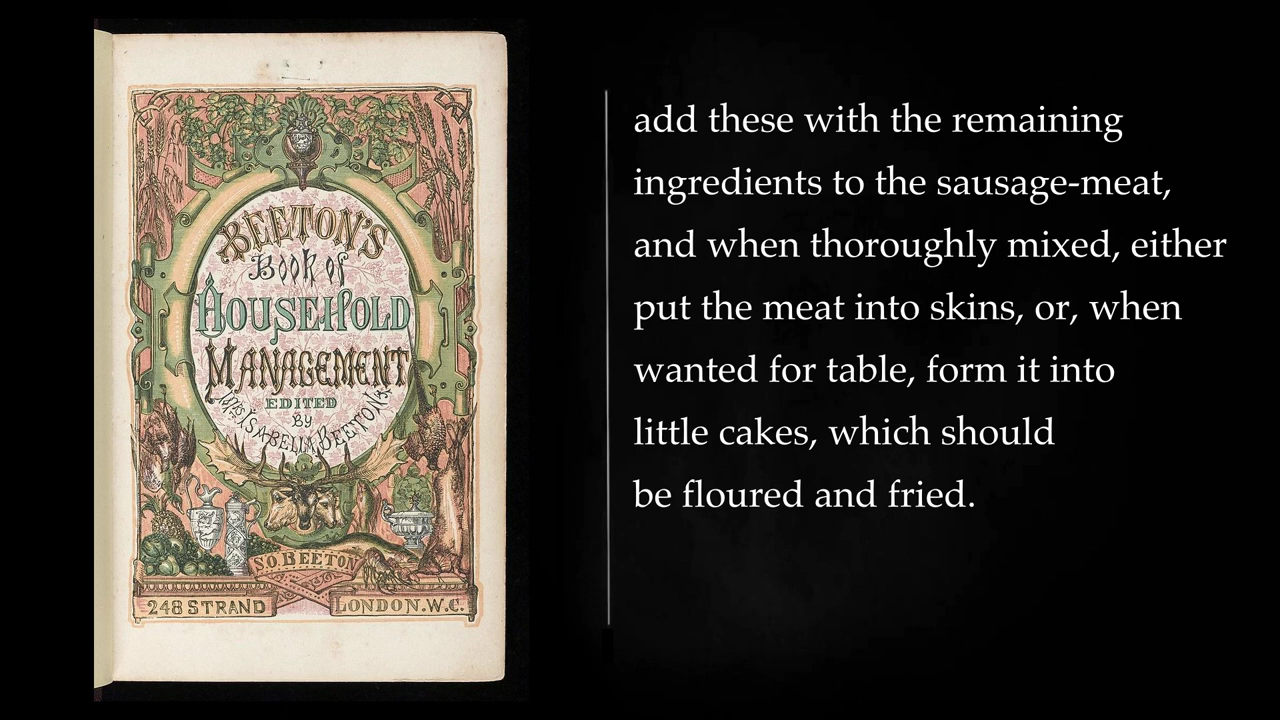 BEETON'S
Book of
HOUSEHOLD
MANAGEMENT
EDITED
BY
MRS ISABELLA BEETON
S.O. BEETON
248 STRAND
LONDON. W.C.
add these with the remaining
ingredients to the sausage-meat,
and when thoroughly mixed, either
put the meat into skins, or, when
wanted for table, form it into
little cakes, which should
be floured and fried.